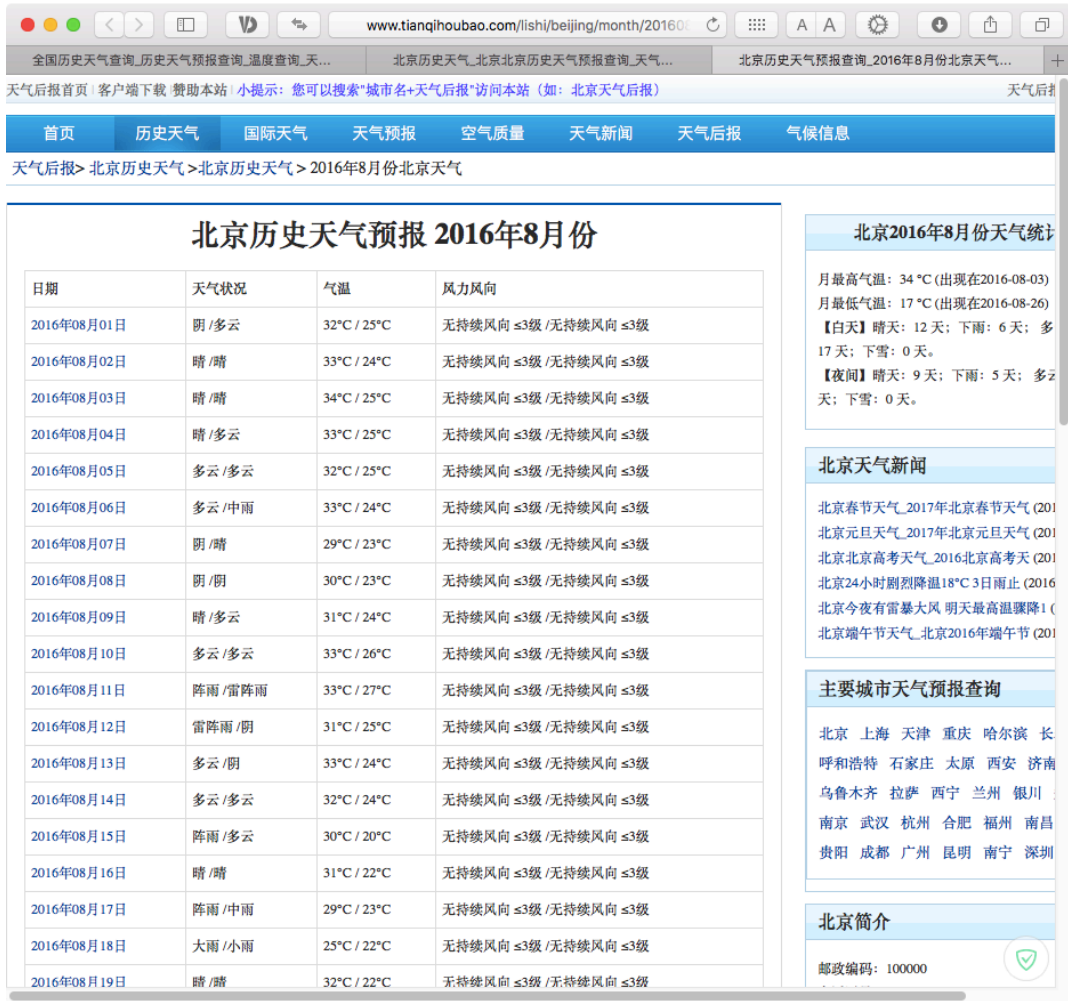 www.tianqihoubao.com/lishi/beijing/month/20160
A A
全国历史天气查询_历史天气预报查询_温度查询_天... 北京历史天气_北京北京历史天气预报查询_天气... 北京历史天气预报查询_2016年8月份北京天气...
天气后报首页 | 客户端下载 | 赞助本站 | 小提示：您可以搜索"城市名+天气后报"访问本站（如：北京天气后报） 天气后报
首页 历史天气 国际天气 天气预报 空气质量 天气新闻 天气后报 气候信息
天气后报> 北京历史天气 >北京历史天气 > 2016年8月份北京天气
北京历史天气预报 2016年8月份
日期 天气状况 气温 风力风向
2016年08月01日 阴 /多云 32°C / 25°C 无持续风向 ≤3级 /无持续风向 ≤3级
2016年08月02日 晴 /晴 33°C / 24°C 无持续风向 ≤3级 /无持续风向 ≤3级
2016年08月03日 晴 /晴 34°C / 25°C 无持续风向 ≤3级 /无持续风向 ≤3级
2016年08月04日 晴 /多云 33°C / 25°C 无持续风向 ≤3级 /无持续风向 ≤3级
2016年08月05日 多云 /多云 32°C / 25°C 无持续风向 ≤3级 /无持续风向 ≤3级
2016年08月06日 多云 /中雨 33°C / 24°C 无持续风向 ≤3级 /无持续风向 ≤3级
2016年08月07日 阴 /晴 29°C / 23°C 无持续风向 ≤3级 /无持续风向 ≤3级
2016年08月08日 阴 /阴 30°C / 23°C 无持续风向 ≤3级 /无持续风向 ≤3级
2016年08月09日 晴 /多云 31°C / 24°C 无持续风向 ≤3级 /无持续风向 ≤3级
2016年08月10日 多云 /多云 33°C / 26°C 无持续风向 ≤3级 /无持续风向 ≤3级
2016年08月11日 阵雨 /雷阵雨 33°C / 27°C 无持续风向 ≤3级 /无持续风向 ≤3级
2016年08月12日 雷阵雨 /阴 31°C / 25°C 无持续风向 ≤3级 /无持续风向 ≤3级
2016年08月13日 多云 /阴 33°C / 24°C 无持续风向 ≤3级 /无持续风向 ≤3级
2016年08月14日 多云 /多云 32°C / 24°C 无持续风向 ≤3级 /无持续风向 ≤3级
2016年08月15日 阵雨 /多云 30°C / 20°C 无持续风向 ≤3级 /无持续风向 ≤3级
2016年08月16日 晴 /晴 31°C / 22°C 无持续风向 ≤3级 /无持续风向 ≤3级
2016年08月17日 阵雨 /中雨 29°C / 23°C 无持续风向 ≤3级 /无持续风向 ≤3级
2016年08月18日 大雨 /小雨 25°C / 22°C 无持续风向 ≤3级 /无持续风向 ≤3级
2016年08月19日 晴 /晴 32°C / 22°C 无持续风向 ≤3级 /无持续风向 ≤3级
北京2016年8月份天气统计
月最高气温：34 °C (出现在2016-08-03)
月最低气温：17 °C (出现在2016-08-26)
【白天】晴天：12 天；下雨：6 天； 多
17 天；下雪：0 天。
【夜间】晴天：9 天；下雨：5 天； 多云
天；下雪：0 天。
北京天气新闻
北京春节天气_2017年北京春节天气 (201
北京元旦天气_2017年北京元旦天气 (201
北京北京高考天气_2016北京高考天 (201
北京24小时剧烈降温18°C 3日雨止 (2016
北京今夜有雷暴大风 明天最高温骤降1 (
北京端午节天气_北京2016年端午节 (201
主要城市天气预报查询
北京 上海 天津 重庆 哈尔滨 长
呼和浩特 石家庄 太原 西安 济南
乌鲁木齐 拉萨 西宁 兰州 银川
南京 武汉 杭州 合肥 福州 南昌
贵阳 成都 广州 昆明 南宁 深圳
北京简介
邮政编码：100000